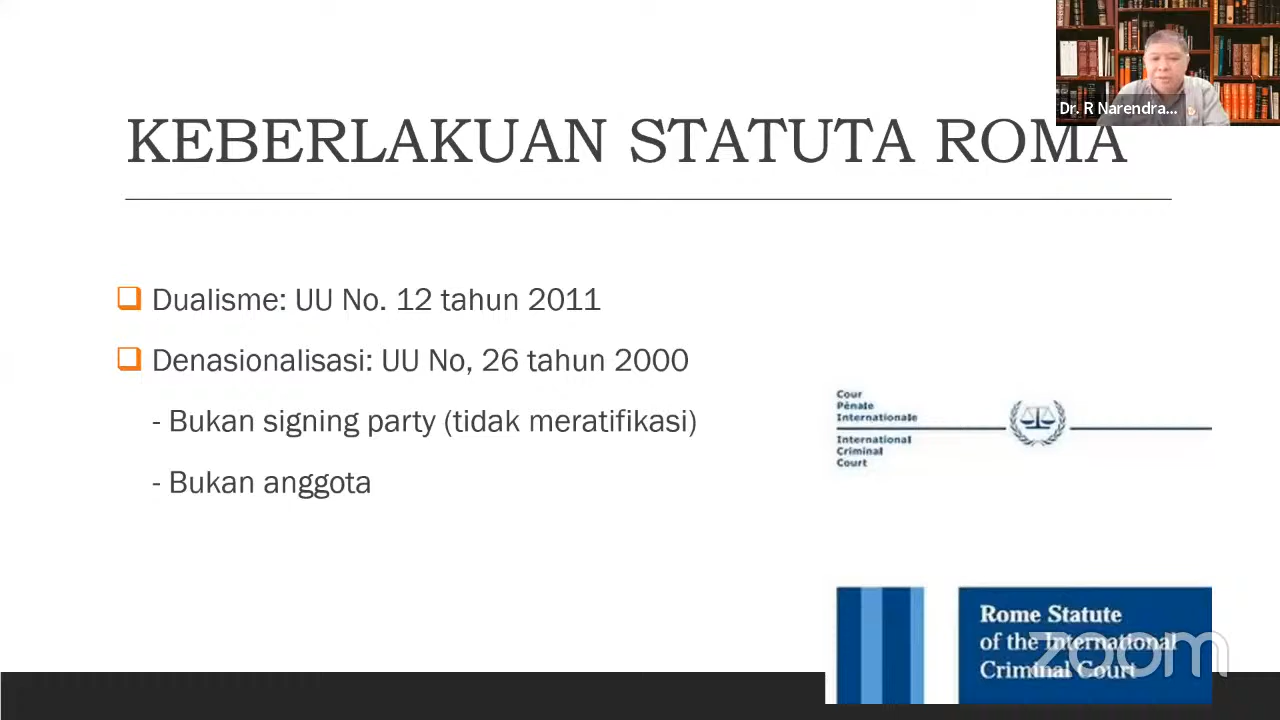 Dr. R Narendra...
KEBERLAKUAN STATUTA ROMA
Dualisme: UU No. 12 tahun 2011
Denasionalisasi: UU No, 26 tahun 2000
- Bukan signing party (tidak meratifikasi)
- Bukan anggota
Cour
Pénale
Internationale
International
Criminal
Court
Rome Statute
of the International
Criminal Court
zoom